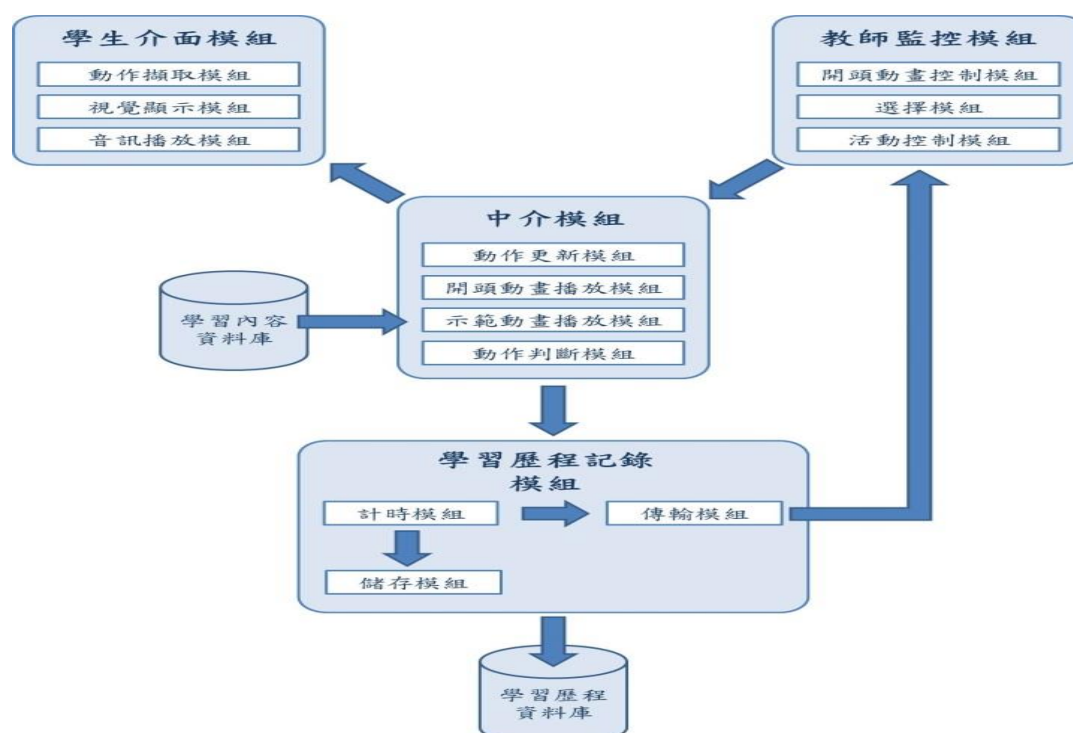 學生介面模組
動作擷取模組
視覺顯示模組
音訊播放模組
教師監控模組
開頭動畫控制模組
選擇模組
活動控制模組
中介模組
動作更新模組
開頭動畫播放模組
示範動畫播放模組
動作判斷模組
學習內容
資料庫
學習歷程記錄
模組
計時模組
傳輸模組
儲存模組
學習歷程
資料庫